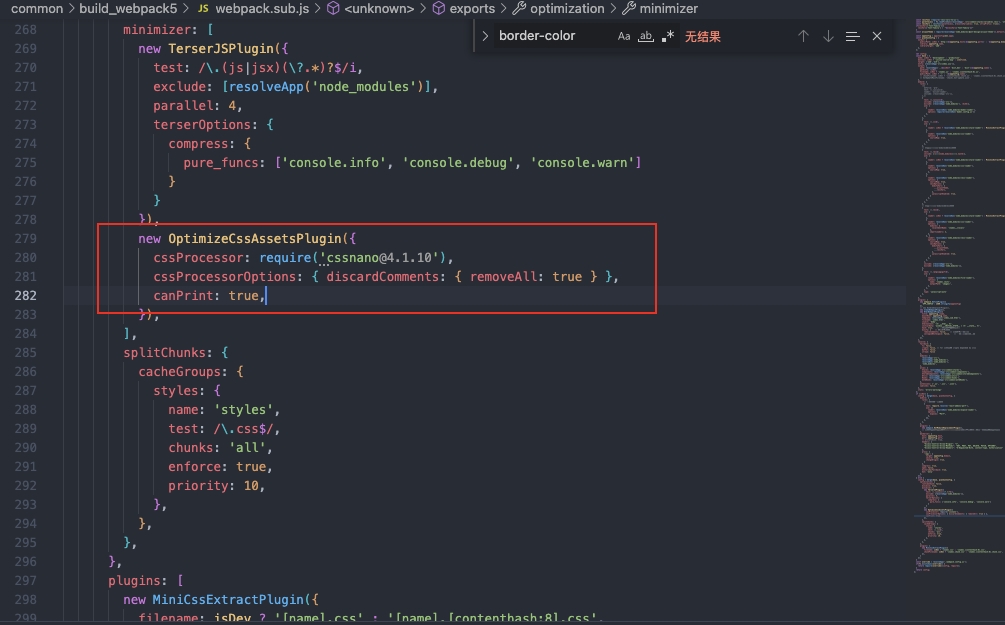 common > build_webpack5 > JS webpack.sub.js > <unknown> > exports > optimization > minimizer
border-color Aa ab .* 无结果
268 minimizer: [
269 new TerserJSPlugin({
270 test: /\.(js|jsx)(\?.*)?$/i,
271 exclude: [resolveApp('node_modules')],
272 parallel: 4,
273 terserOptions: {
274 compress: {
275 pure_funcs: ['console.info', 'console.debug', 'console.warn']
276 }
277 }
278 }),
279 new OptimizeCssAssetsPlugin({
280 cssProcessor: require('cssnano@4.1.10'),
281 cssProcessorOptions: { discardComments: { removeAll: true } },
282 canPrint: true,
283 }),
284 ],
285 splitChunks: {
286 cacheGroups: {
287 styles: {
288 name: 'styles',
289 test: /\.css$/,
290 chunks: 'all',
291 enforce: true,
292 priority: 10,
293 },
294 },
295 },
296 },
297 plugins: [
298 new MiniCssExtractPlugin({
299 filename: isDev ? '[name].css' : '[name].[contenthash:8].css',